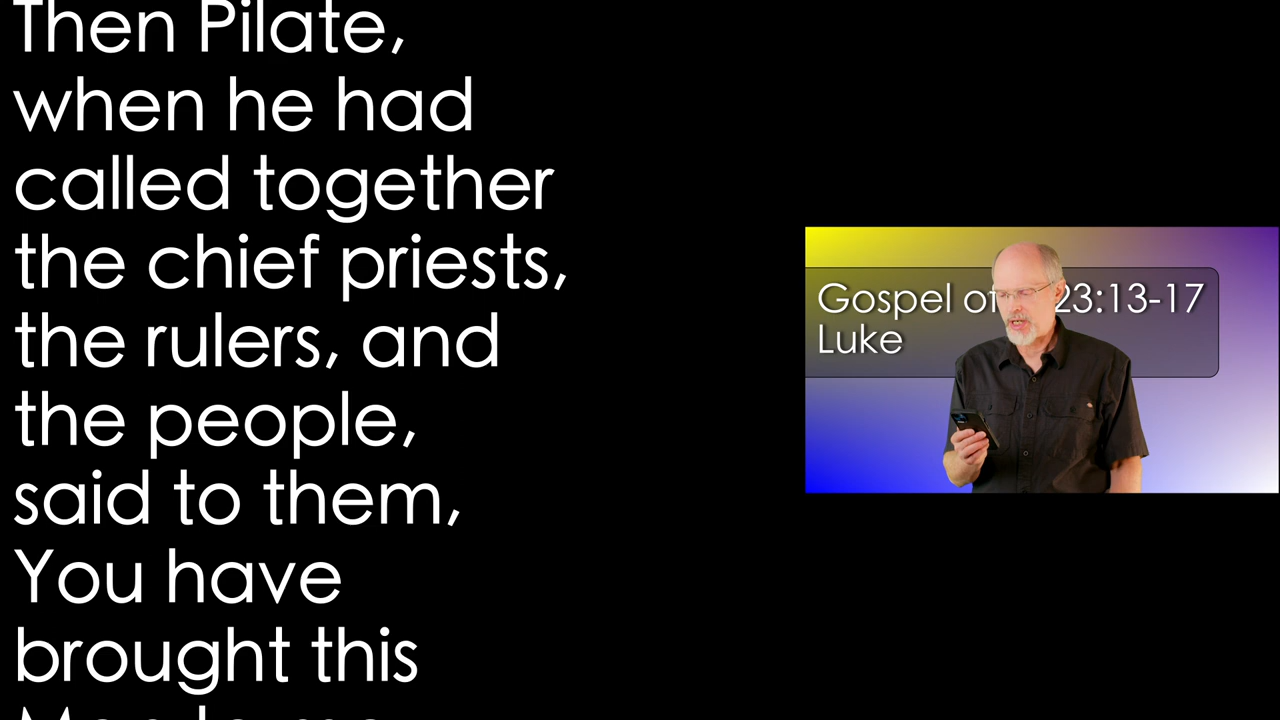 Then Pilate,
when he had
called together
the chief priests,
the rulers, and
the people,
said to them,
You have
brought this
Gospel of 23:13-17
Luke